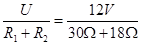 U / (R₁ + R₂) = 12V / (30Ω + 18Ω)